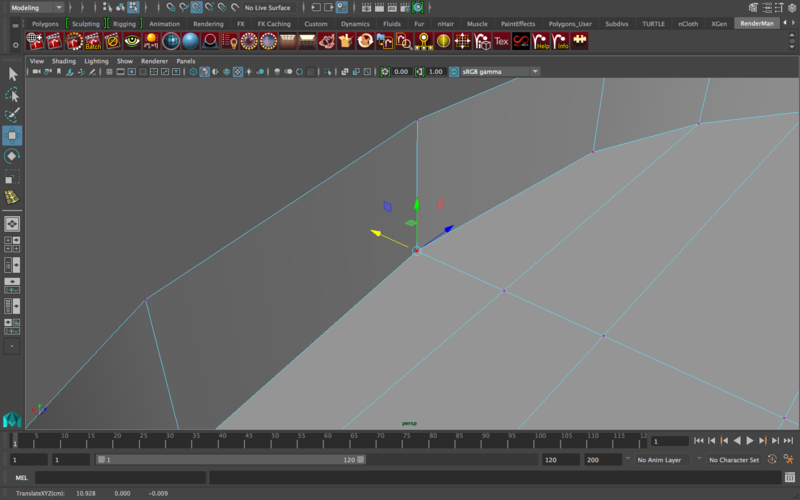 Modeling No Live Surface
Polygons Sculpting Rigging Animation Rendering FX FX Caching Custom Dynamics Fluids Fur nHair Muscle PaintEffects Polygons_User Subdivs TURTLE nCloth XGen RenderMan
Batch Tex Help Info
View Shading Lighting Show Renderer Panels
0.00 1.00 sRGB gamma
persp
1 5 10 15 20 25 30 35 40 45 50 55 60 65 70 75 80 85 90 95 100 105 110 115 12 1
1 1 1 120 120 200 No Anim Layer No Character Set
MEL
TranslateXYZ(cm): 10.928 0.000 -0.009